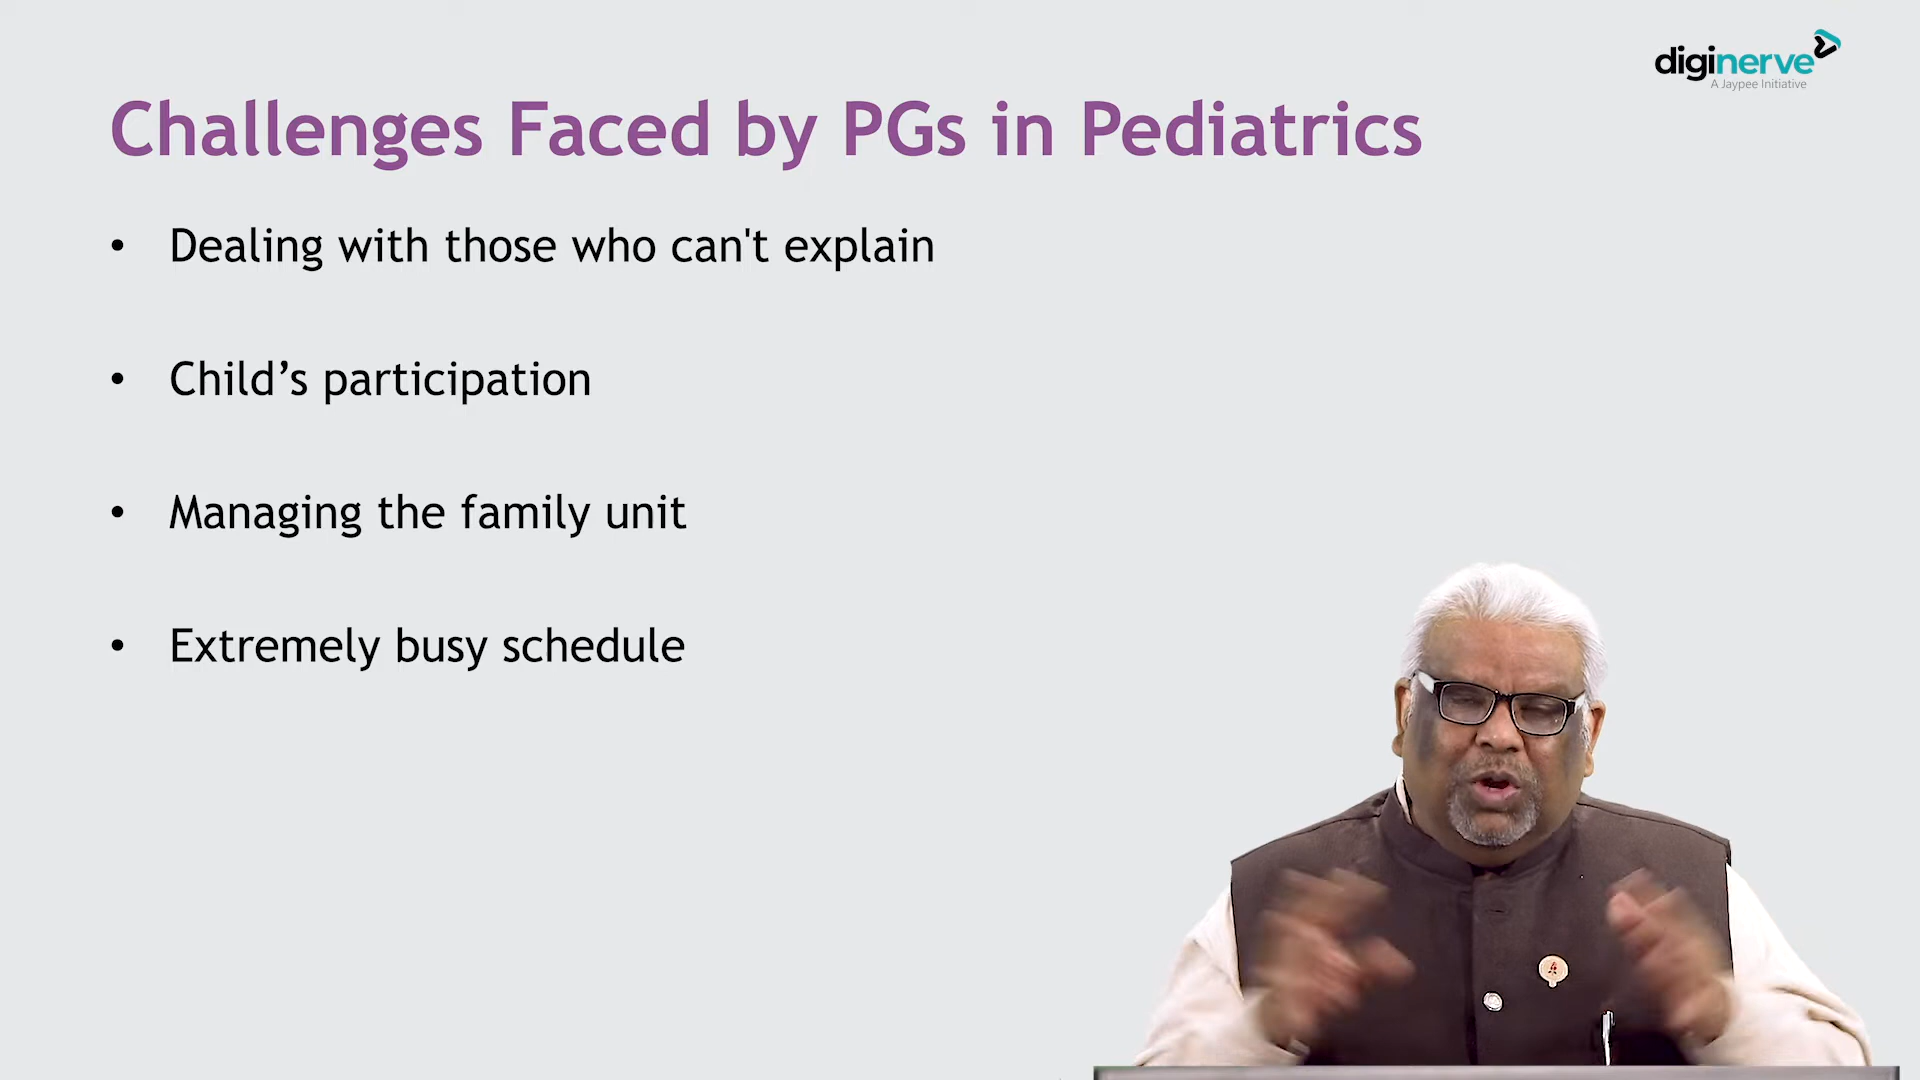 diginerve
A Jaypee Initiative
Challenges Faced by PGs in Pediatrics
• Dealing with those who can't explain
• Child’s participation
• Managing the family unit
• Extremely busy schedule